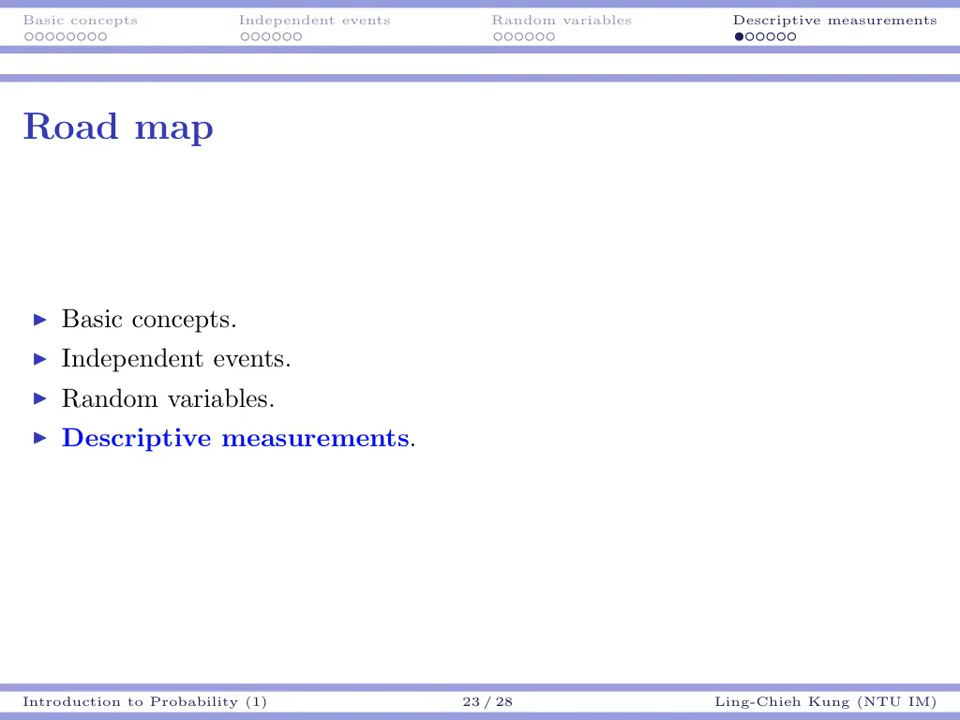 Basic concepts Independent events Random variables Descriptive measurements
Road map
Basic concepts.
Independent events.
Random variables.
Descriptive measurements.
Introduction to Probability (1) 23 / 28 Ling-Chieh Kung (NTU IM)